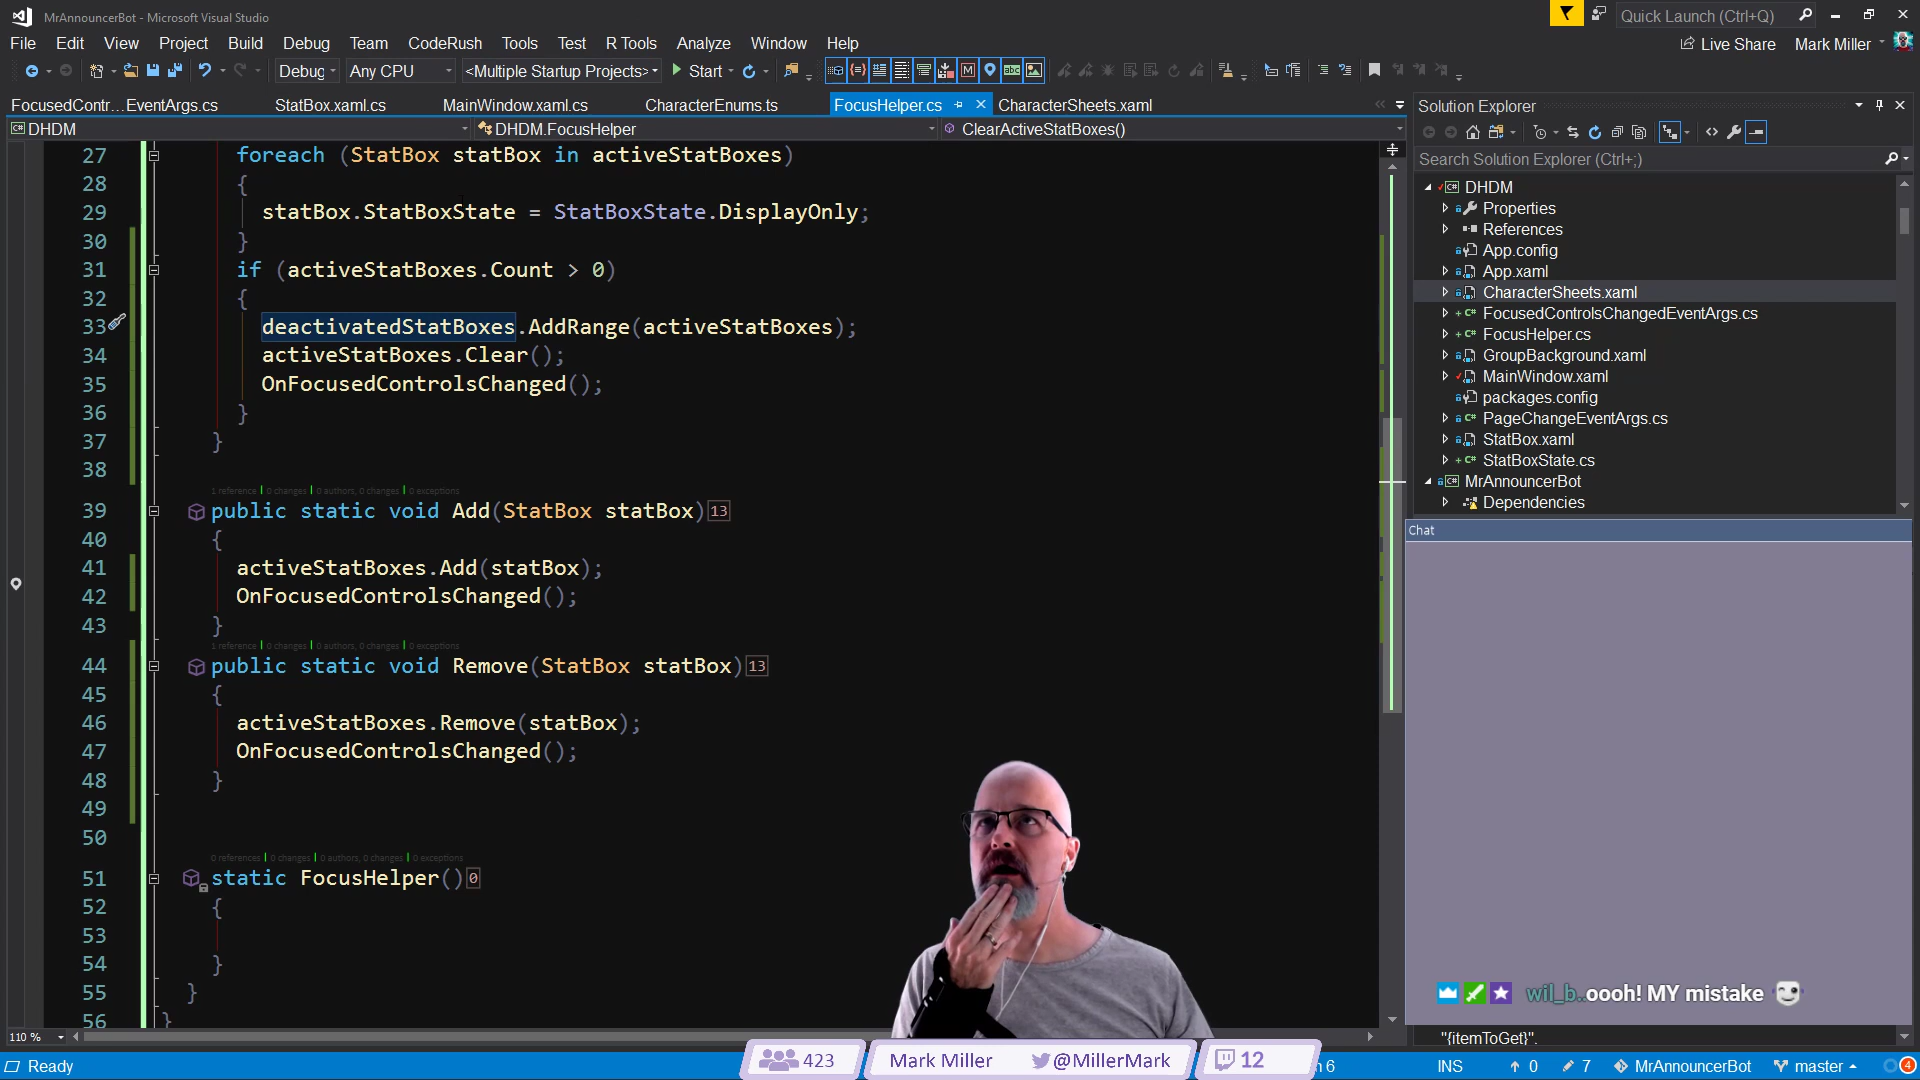 MrAnnouncerBot - Microsoft Visual Studio
Quick Launch (Ctrl+Q)
File Edit View Project Build Debug Team CodeRush Tools Test R Tools Analyze Window Help
Live Share Mark Miller
Debug Any CPU <Multiple Startup Projects> Start
FocusedContr…EventArgs.cs StatBox.xaml.cs MainWindow.xaml.cs CharacterEnums.ts FocusHelper.cs CharacterSheets.xaml
DHDM DHDM.FocusHelper ClearActiveStatBoxes()
27 foreach (StatBox statBox in activeStatBoxes)
28 {
29 statBox.StatBoxState = StatBoxState.DisplayOnly;
30 }
31 if (activeStatBoxes.Count > 0)
32 {
33 deactivatedStatBoxes.AddRange(activeStatBoxes);
34 activeStatBoxes.Clear();
35 OnFocusedControlsChanged();
36 }
37 }
38
1 reference | 0 changes | 0 authors, 0 changes | 0 exceptions
39 public static void Add(StatBox statBox) 13
40 {
41 activeStatBoxes.Add(statBox);
42 OnFocusedControlsChanged();
43 }
1 reference | 0 changes | 0 authors, 0 changes | 0 exceptions
44 public static void Remove(StatBox statBox) 13
45 {
46 activeStatBoxes.Remove(statBox);
47 OnFocusedControlsChanged();
48 }
49
50
0 references | 0 changes | 0 authors, 0 changes | 0 exceptions
51 static FocusHelper() 0
52 {
53
54 }
55 }
56 }
110 %
Solution Explorer
Search Solution Explorer (Ctrl+;)
DHDM
Properties
References
App.config
App.xaml
CharacterSheets.xaml
FocusedControlsChangedEventArgs.cs
FocusHelper.cs
GroupBackground.xaml
MainWindow.xaml
packages.config
PageChangeEventArgs.cs
StatBox.xaml
StatBoxState.cs
MrAnnouncerBot
Dependencies
Chat
wil_b.. oooh! MY mistake
"{itemToGet}".
Ready
423 Mark Miller @MillerMark 12
6 INS 0 7 MrAnnouncerBot master 4